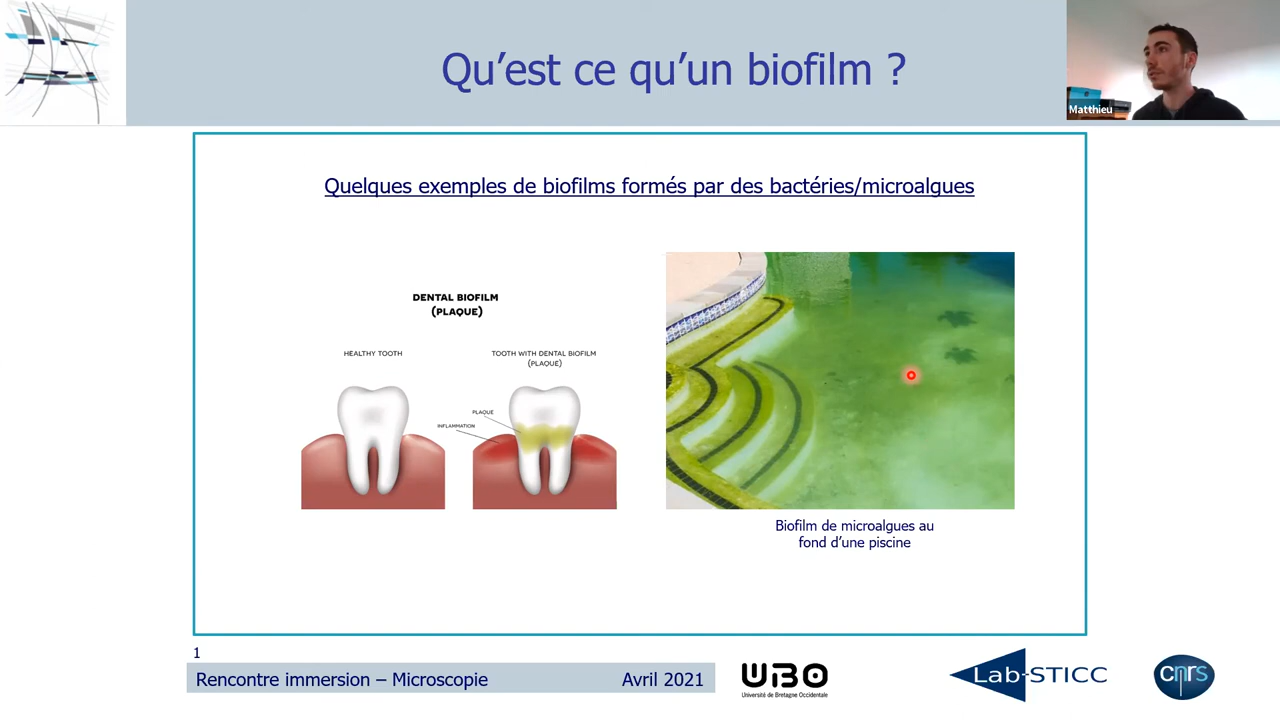 Qu'est ce qu'un biofilm ?
Matthieu
Quelques exemples de biofilms formés par des bactéries/microalgues
DENTAL BIOFILM
(PLAQUE)
HEALTHY TOOTH
TOOTH WITH DENTAL BIOFILM
(PLAQUE)
PLAQUE
INFLAMMATION
Biofilm de microalgues au
fond d'une piscine
1
Rencontre immersion – Microscopie Avril 2021
UBO
Université de Bretagne Occidentale
Lab-STICC
cnrs